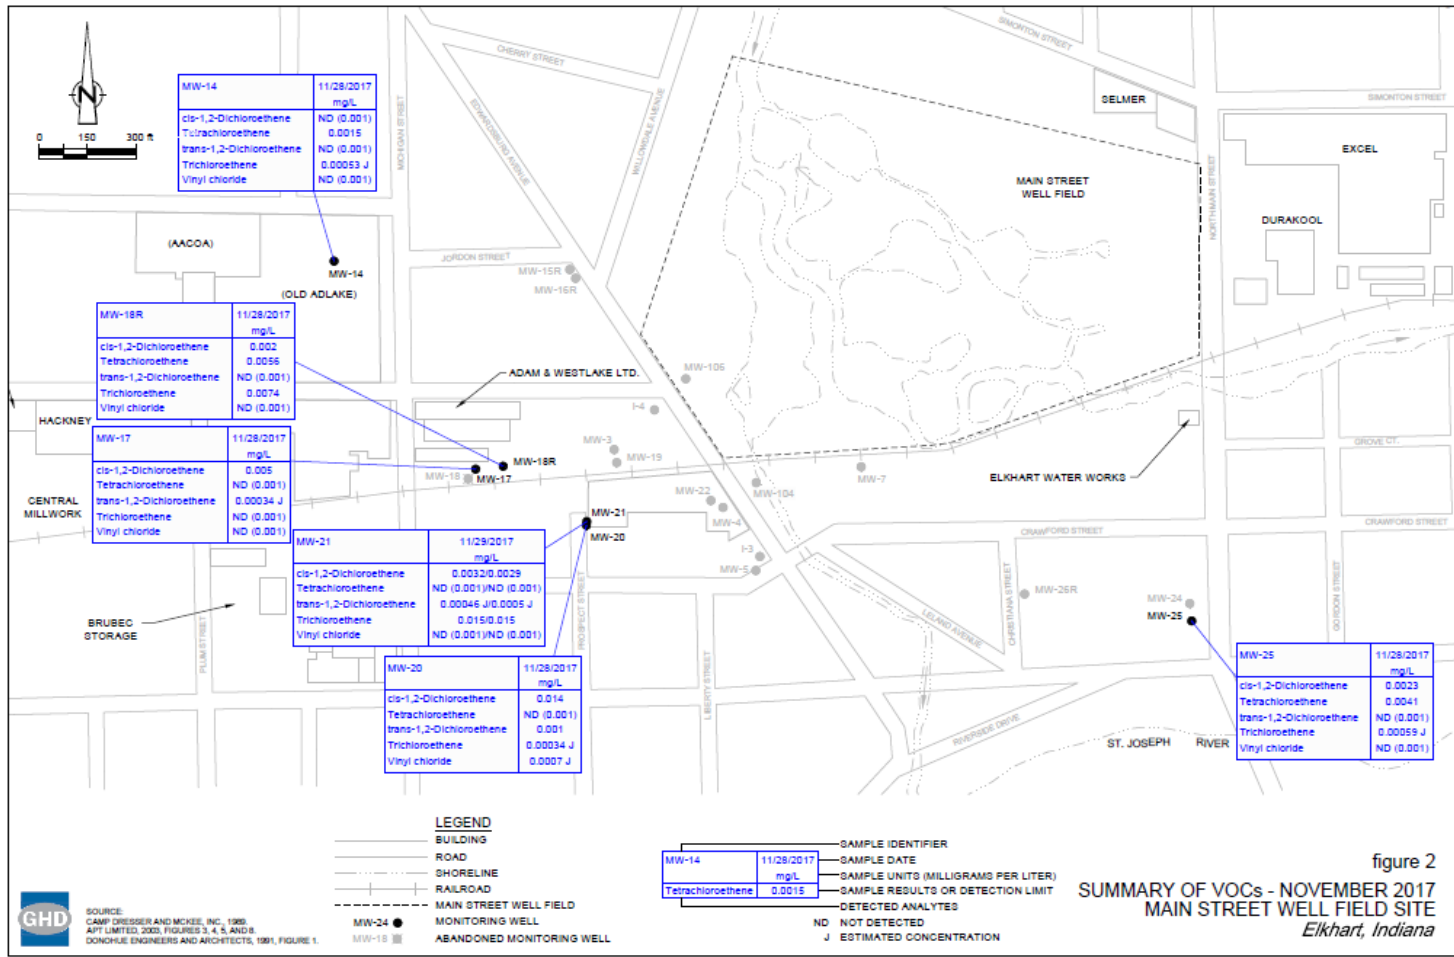 N
0 150 300 ft
MW-14 11/28/2017
mg/L
cis-1,2-Dichloroethene ND (0.001)
Tetrachloroethene 0.0015
trans-1,2-Dichloroethene ND (0.001)
Trichloroethene 0.00053 J
Vinyl chloride ND (0.001)
CHERRY STREET
SIMONTON STREET
SELMER
SIMONTON STREET
EXCEL
MICHIGAN STREET
EDWARDSBURG AVENUE
WILLOWDALE AVENUE
MAIN STREET
WELL FIELD
NORTH MAIN STREET
DURAKOOL
(AACOA)
MW-14
(OLD ADLAKE)
JORDON STREET
MW-15R
MW-16R
MW-18R 11/28/2017
mg/L
cis-1,2-Dichloroethene 0.002
Tetrachloroethene 0.0056
trans-1,2-Dichloroethene ND (0.001)
Trichloroethene 0.0074
Vinyl chloride ND (0.001)
ADAM & WESTLAKE LTD.
MW-106
I-4
HACKNEY
MW-17 11/28/2017
mg/L
cis-1,2-Dichloroethene 0.005
Tetrachloroethene ND (0.001)
trans-1,2-Dichloroethene 0.00034 J
Trichloroethene ND (0.001)
Vinyl chloride ND (0.001)
MW-3
MW-19
MW-18R
MW-18
MW-17
GROVE CT.
ELKHART WATER WORKS
MW-7
MW-104
CENTRAL
MILLWORK
MW-22
MW-4
MW-21
MW-20
CRAWFORD STREET
CRAWFORD STREET
MW-21 11/29/2017
mg/L
cis-1,2-Dichloroethene 0.0032/0.0029
Tetrachloroethene ND (0.001)/ND (0.001)
trans-1,2-Dichloroethene 0.00046 J/0.0005 J
Trichloroethene 0.015/0.015
Vinyl chloride ND (0.001)/ND (0.001)
I-3
MW-5
PROSPECT STREET
LELAND AVENUE
CHRISTIANA STREET
MW-26R
MW-24
MW-25
GORDON STREET
BRUBEC
STORAGE
PLUM STREET
MW-20 11/28/2017
mg/L
cis-1,2-Dichloroethene 0.014
Tetrachloroethene ND (0.001)
trans-1,2-Dichloroethene 0.001
Trichloroethene 0.00034 J
Vinyl chloride 0.0007 J
LIBERTY STREET
RIVERSIDE DRIVE
ST. JOSEPH RIVER
MW-25 11/28/2017
mg/L
cis-1,2-Dichloroethene 0.0023
Tetrachloroethene 0.0041
trans-1,2-Dichloroethene ND (0.001)
Trichloroethene 0.00059 J
Vinyl chloride ND (0.001)
LEGEND
BUILDING
ROAD
SHORELINE
RAILROAD
MAIN STREET WELL FIELD
MW-24 MONITORING WELL
MW-18 ABANDONED MONITORING WELL
MW-14 11/28/2017
mg/L
Tetrachloroethene 0.0015
SAMPLE IDENTIFIER
SAMPLE DATE
SAMPLE UNITS (MILLIGRAMS PER LITER)
SAMPLE RESULTS OR DETECTION LIMIT
DETECTED ANALYTES
ND NOT DETECTED
J ESTIMATED CONCENTRATION
GHD
SOURCE:
CAMP DRESSER AND MCKEE, INC., 1989.
APT LIMITED, 2003, FIGURES 3, 4, 5, AND 8.
DONOHUE ENGINEERS AND ARCHITECTS, 1991, FIGURE 1.
figure 2
SUMMARY OF VOCs - NOVEMBER 2017
MAIN STREET WELL FIELD SITE
Elkhart, Indiana